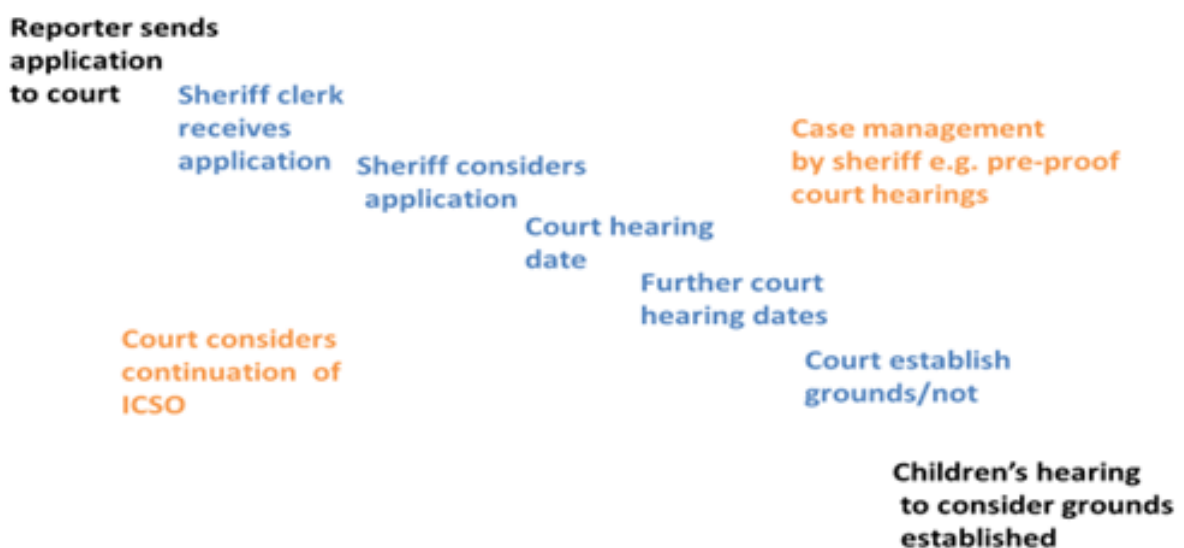 Reporter sends
application
to court
Sheriff clerk
receives
application
Sheriff considers
application
Court hearing
date
Further court
hearing dates
Court establish
grounds/not
Children's hearing
to consider grounds
established
Case management
by sheriff e.g. pre-proof
court hearings
Court considers
continuation of
ICSO